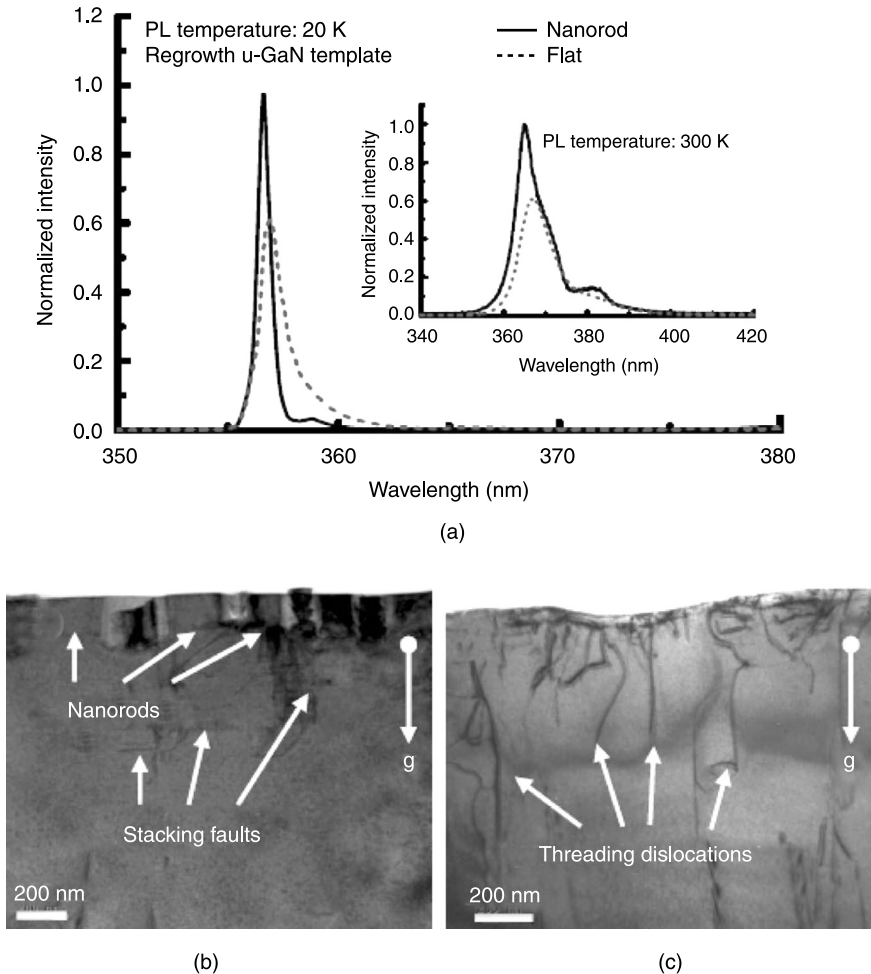 1.2
PL temperature: 20 K
Regrowth u-GaN template
Nanorod
Flat
1.0
0.8
0.6
0.4
0.2
0.0
Normalized intensity
350
360
370
380
Wavelength (nm)
PL temperature: 300 K
1.0
0.8
0.6
0.4
0.2
0.0
Normalized intensity
340
360
380
400
420
Wavelength (nm)
(a)
Nanorods
Stacking faults
g
200 nm
(b)
g
Threading dislocations
200 nm
(c)